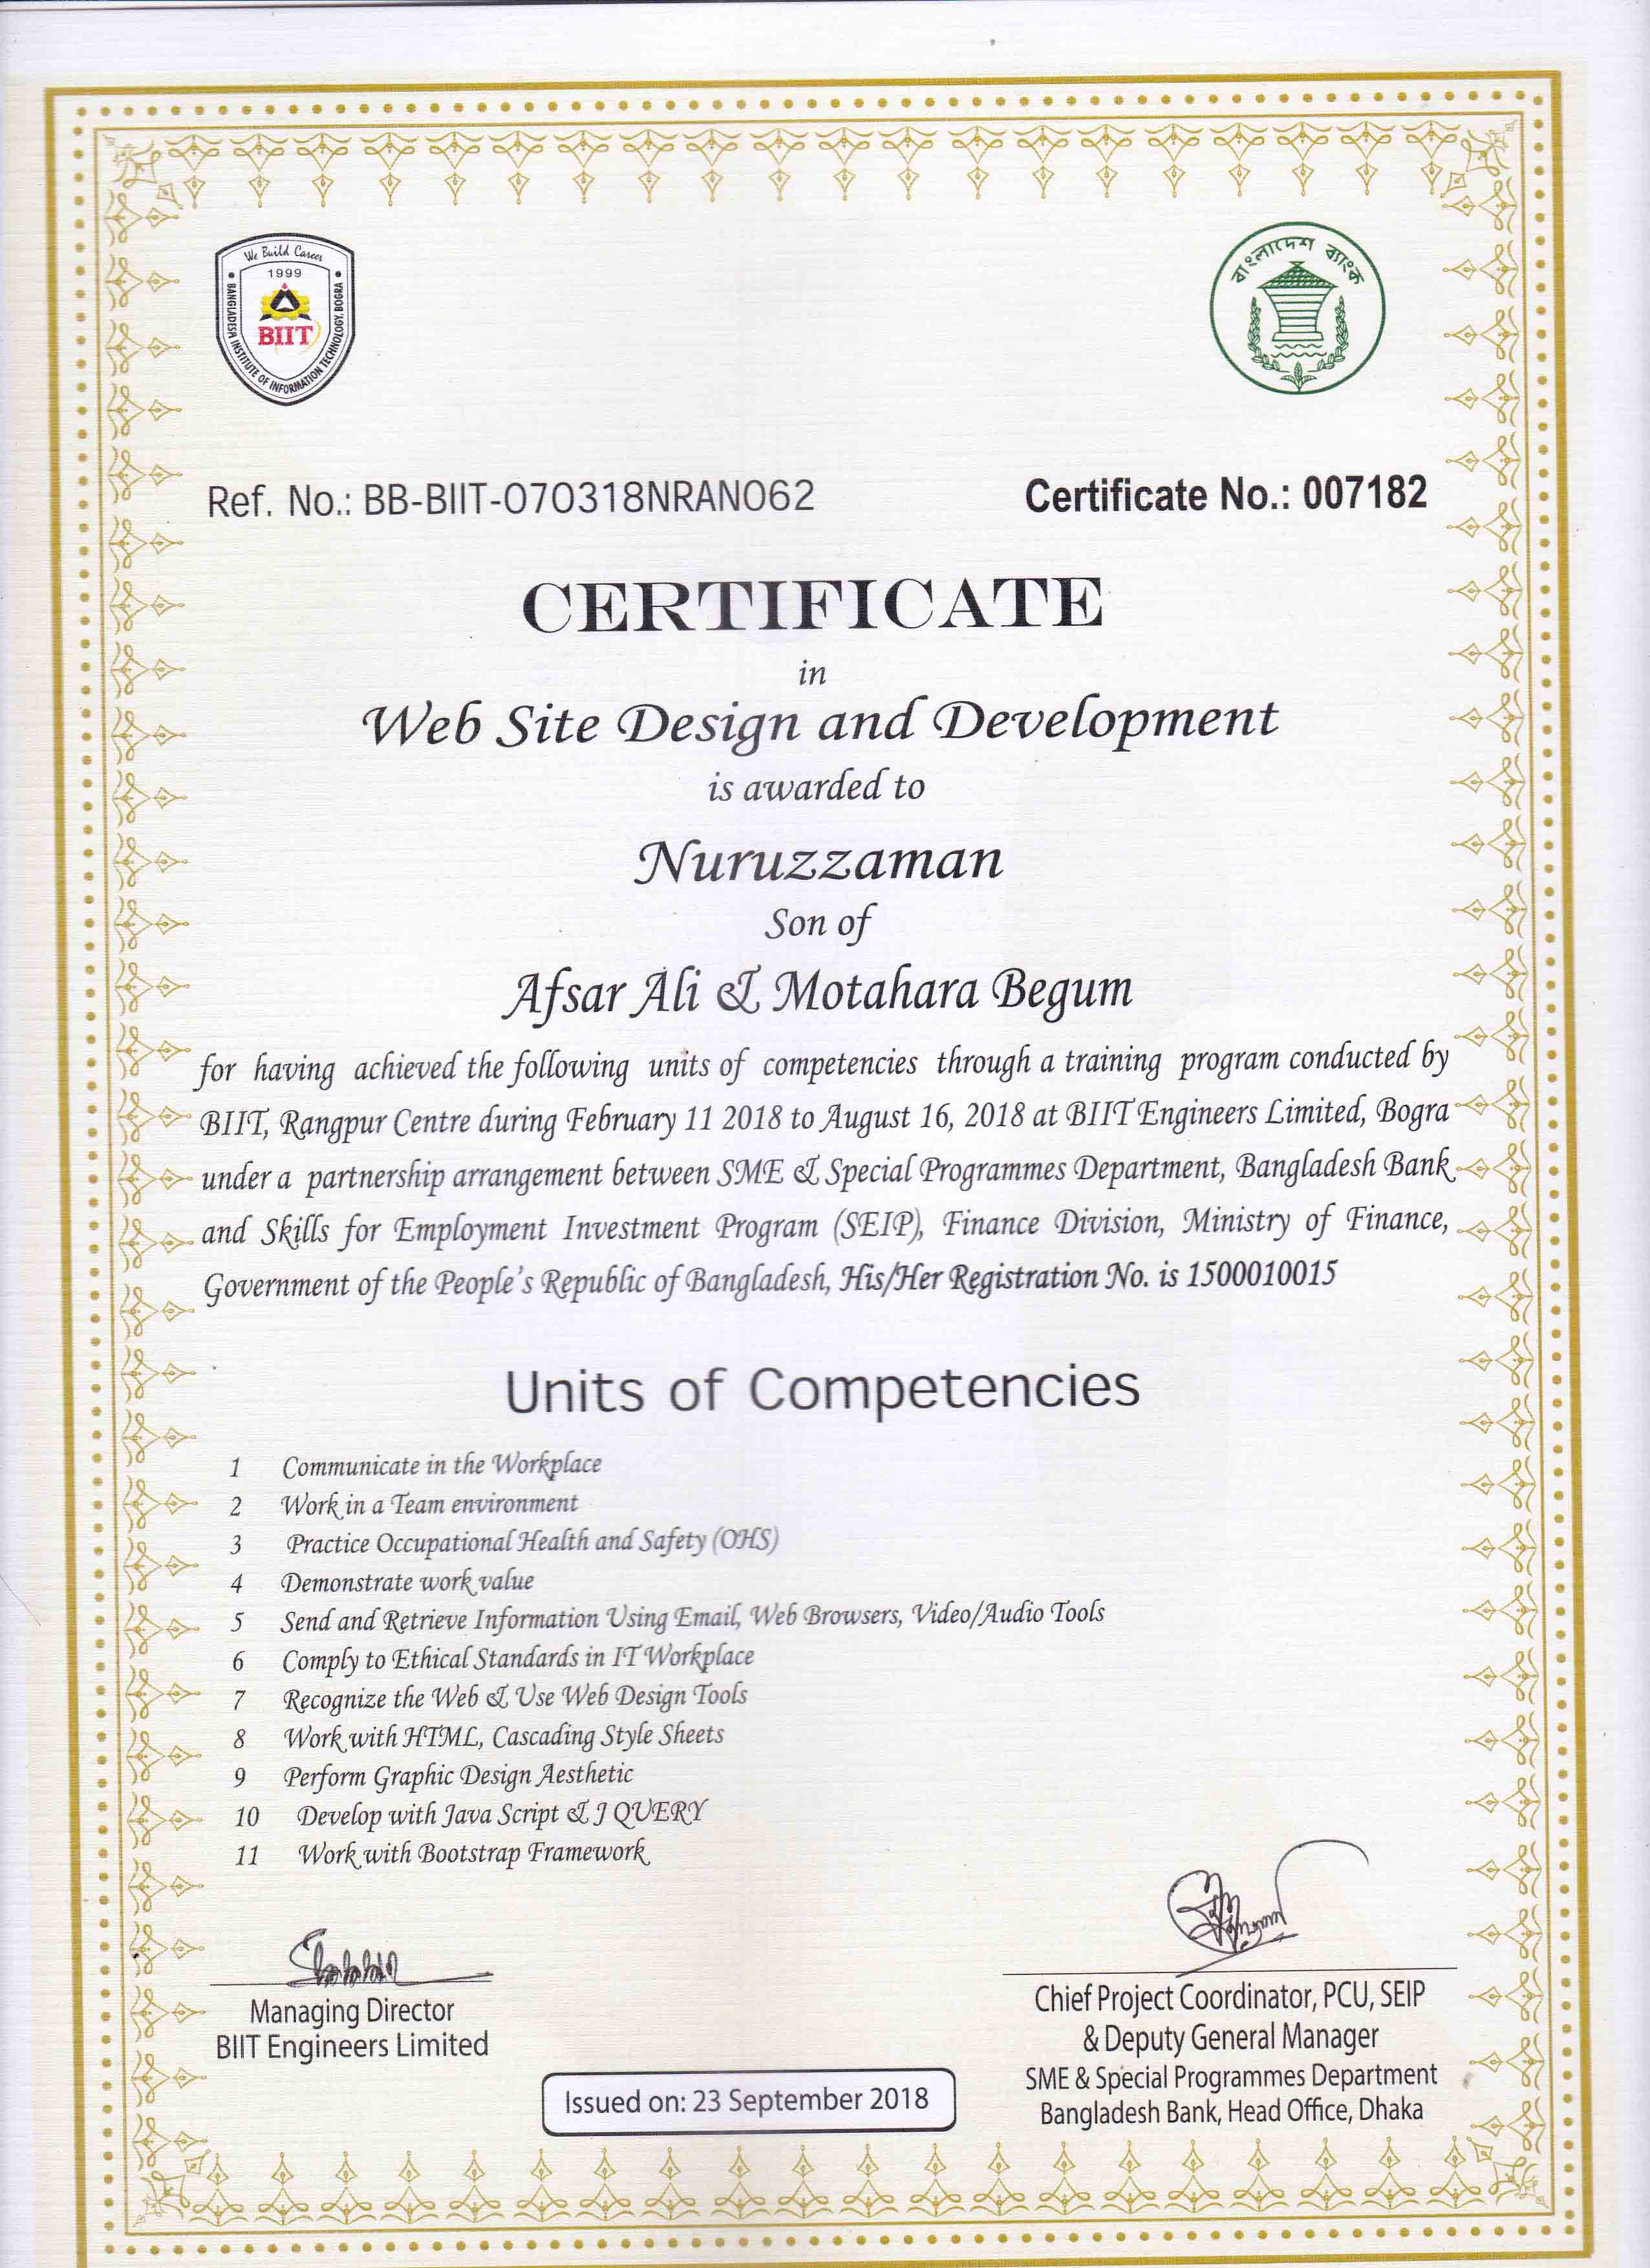 We Build Career
1999
BIIT
BANGLADESH INSTITUTE OF INFORMATION TECHNOLOGY, BOGRA
বাংলাদেশ ব্যাংক
Ref. No.: BB-BIIT-070318NRAN062
Certificate No.: 007182
CERTIFICATE
in
Web Site Design and Development
is awarded to
Nuruzzaman
Son of
Afsar Ali & Motahara Begum
for having achieved the following units of competencies through a training program conducted by
BIIT, Rangpur Centre during February 11 2018 to August 16, 2018 at BIIT Engineers Limited, Bogra
under a partnership arrangement between SME & Special Programmes Department, Bangladesh Bank
and Skills for Employment Investment Program (SEIP), Finance Division, Ministry of Finance,
Government of the People's Republic of Bangladesh, His/Her Registration No. is 1500010015
Units of Competencies
1 Communicate in the Workplace
2 Work in a Team environment
3 Practice Occupational Health and Safety (OHS)
4 Demonstrate work value
5 Send and Retrieve Information Using Email, Web Browsers, Video/Audio Tools
6 Comply to Ethical Standards in IT Workplace
7 Recognize the Web & Use Web Design Tools
8 Work with HTML, Cascading Style Sheets
9 Perform Graphic Design Aesthetic
10 Develop with Java Script & J QUERY
11 Work with Bootstrap Framework
Managing Director
BIIT Engineers Limited
Chief Project Coordinator, PCU, SEIP
& Deputy General Manager
SME & Special Programmes Department
Bangladesh Bank, Head Office, Dhaka
Issued on: 23 September 2018